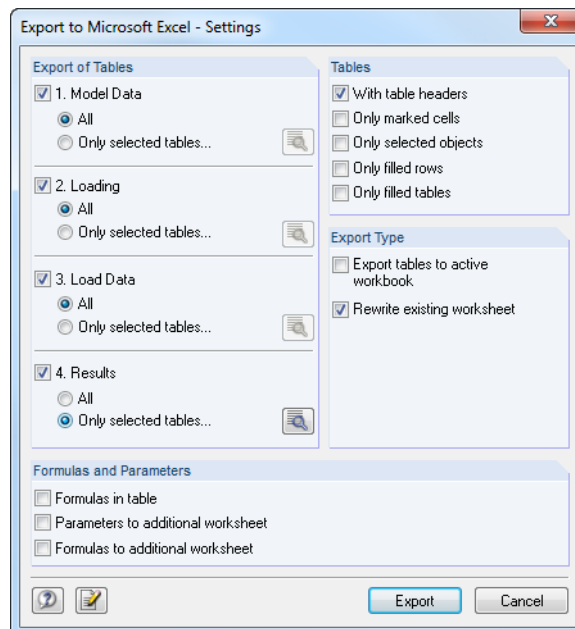 Export to Microsoft Excel - Settings
Export of Tables
1. Model Data
All
Only selected tables...
2. Loading
All
Only selected tables...
3. Load Data
All
Only selected tables...
4. Results
All
Only selected tables...
Tables
With table headers
Only marked cells
Only selected objects
Only filled rows
Only filled tables
Export Type
Export tables to active
workbook
Rewrite existing worksheet
Formulas and Parameters
Formulas in table
Parameters to additional worksheet
Formulas to additional worksheet
Export
Cancel